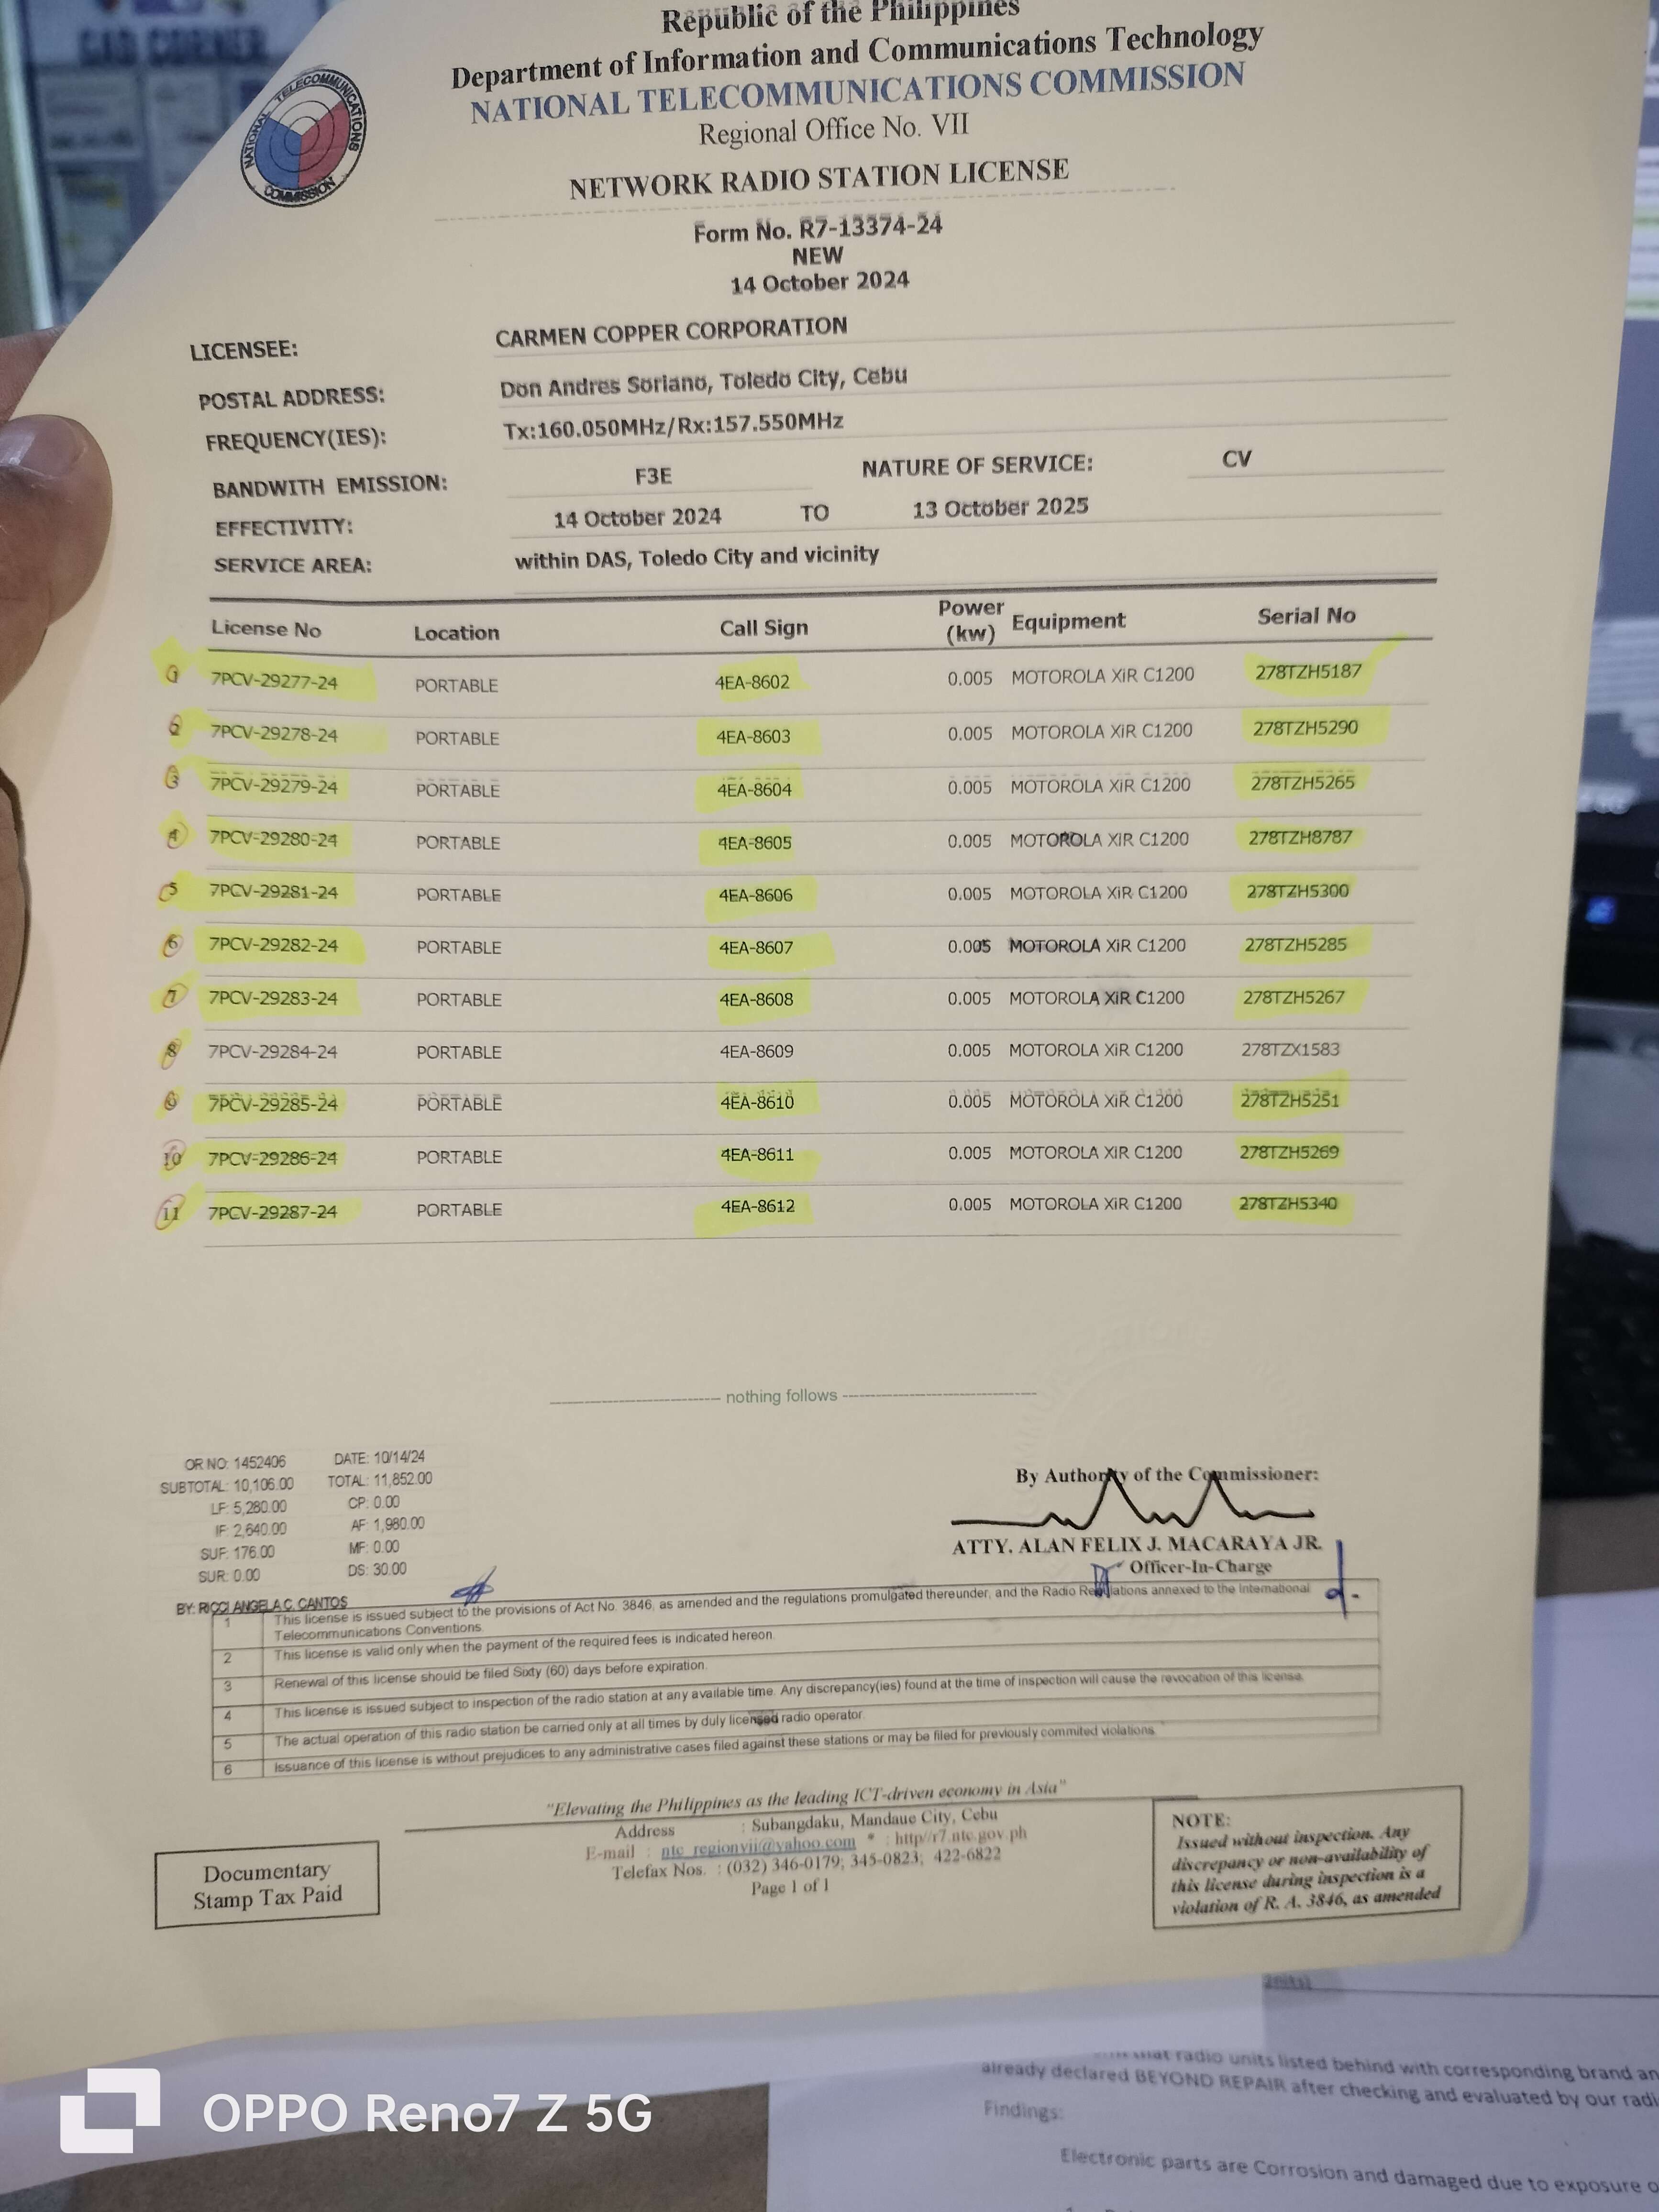 CAD CORNER
Republic of the Philippines
Department of Information and Communications Technology
NATIONAL TELECOMMUNICATIONS COMMISSION
Regional Office No. VII
NATIONAL TELECOMMUNICATIONS COMMISSION
NETWORK RADIO STATION LICENSE
Form No. R7-13374-24
NEW
14 October 2024
LICENSEE: CARMEN COPPER CORPORATION
POSTAL ADDRESS: Don Andres Soriano, Toledo City, Cebu
FREQUENCY(IES): Tx:160.050MHz/Rx:157.550MHz
BANDWITH EMISSION: F3E NATURE OF SERVICE: CV
EFFECTIVITY: 14 October 2024 TO 13 October 2025
SERVICE AREA: within DAS, Toledo City and vicinity
License No Location Call Sign Power (kw) Equipment Serial No
1 7PCV-29277-24 PORTABLE 4EA-8602 0.005 MOTOROLA XiR C1200 278TZH5187
2 7PCV-29278-24 PORTABLE 4EA-8603 0.005 MOTOROLA XiR C1200 278TZH5290
3 7PCV-29279-24 PORTABLE 4EA-8604 0.005 MOTOROLA XiR C1200 278TZH5265
4 7PCV-29280-24 PORTABLE 4EA-8605 0.005 MOTOROLA XiR C1200 278TZH8787
5 7PCV-29281-24 PORTABLE 4EA-8606 0.005 MOTOROLA XiR C1200 278TZH5300
6 7PCV-29282-24 PORTABLE 4EA-8607 0.005 MOTOROLA XiR C1200 278TZH5285
7 7PCV-29283-24 PORTABLE 4EA-8608 0.005 MOTOROLA XiR C1200 278TZH5267
8 7PCV-29284-24 PORTABLE 4EA-8609 0.005 MOTOROLA XiR C1200 278TZX1583
9 7PCV-29285-24 PORTABLE 4EA-8610 0.005 MOTOROLA XiR C1200 278TZH5251
10 7PCV-29286-24 PORTABLE 4EA-8611 0.005 MOTOROLA XiR C1200 278TZH5269
11 7PCV-29287-24 PORTABLE 4EA-8612 0.005 MOTOROLA XiR C1200 278TZH5340
nothing follows
OR NO: 1452406 DATE: 10/14/24
SUBTOTAL: 10,106.00 TOTAL: 11,852.00
LF: 5,280.00 CP: 0.00
IF: 2,640.00 AF: 1,980.00
SUF: 176.00 MF: 0.00
SUR: 0.00 DS: 30.00
BY: RICCI ANGELA C. CANTOS
By Authority of the Commissioner:
ATTY. ALAN FELIX J. MACARAYA JR.
Officer-In-Charge
1 This license is issued subject to the provisions of Act No. 3846, as amended and the regulations promulgated thereunder, and the Radio Regulations annexed to the International
Telecommunications Conventions
2 This license is valid only when the payment of the required fees is indicated hereon.
3 Renewal of this license should be filed Sixty (60) days before expiration.
4 This license is issued subject to inspection of the radio station at any available time. Any discrepancy(ies) found at the time of inspection will cause the revocation of this license.
5 The actual operation of this radio station be carried only at all times by duly licensed radio operator.
6 Issuance of this license is without prejudices to any administrative cases filed against these stations or may be filed for previously commited violations.
"Elevating the Philippines as the leading ICT-driven economy in Asia"
Address : Subangdaku, Mandaue City, Cebu
E-mail : ntc_regionvii@yahoo.com * : http//r7.ntc.gov.ph
Telefax Nos. : (032) 346-0179; 345-0823; 422-6822
Page 1 of 1
Documentary
Stamp Tax Paid
NOTE:
Issued without inspection. Any
discrepancy or non-availability of
this license during inspection is a
violation of R. A. 3846, as amended
that radio units listed behind with corresponding brand an
already declared BEYOND REPAIR after checking and evaluated by our radi
Findings:
Electronic parts are Corrosion and damaged due to exposure o
OPPO Reno7 Z 5G